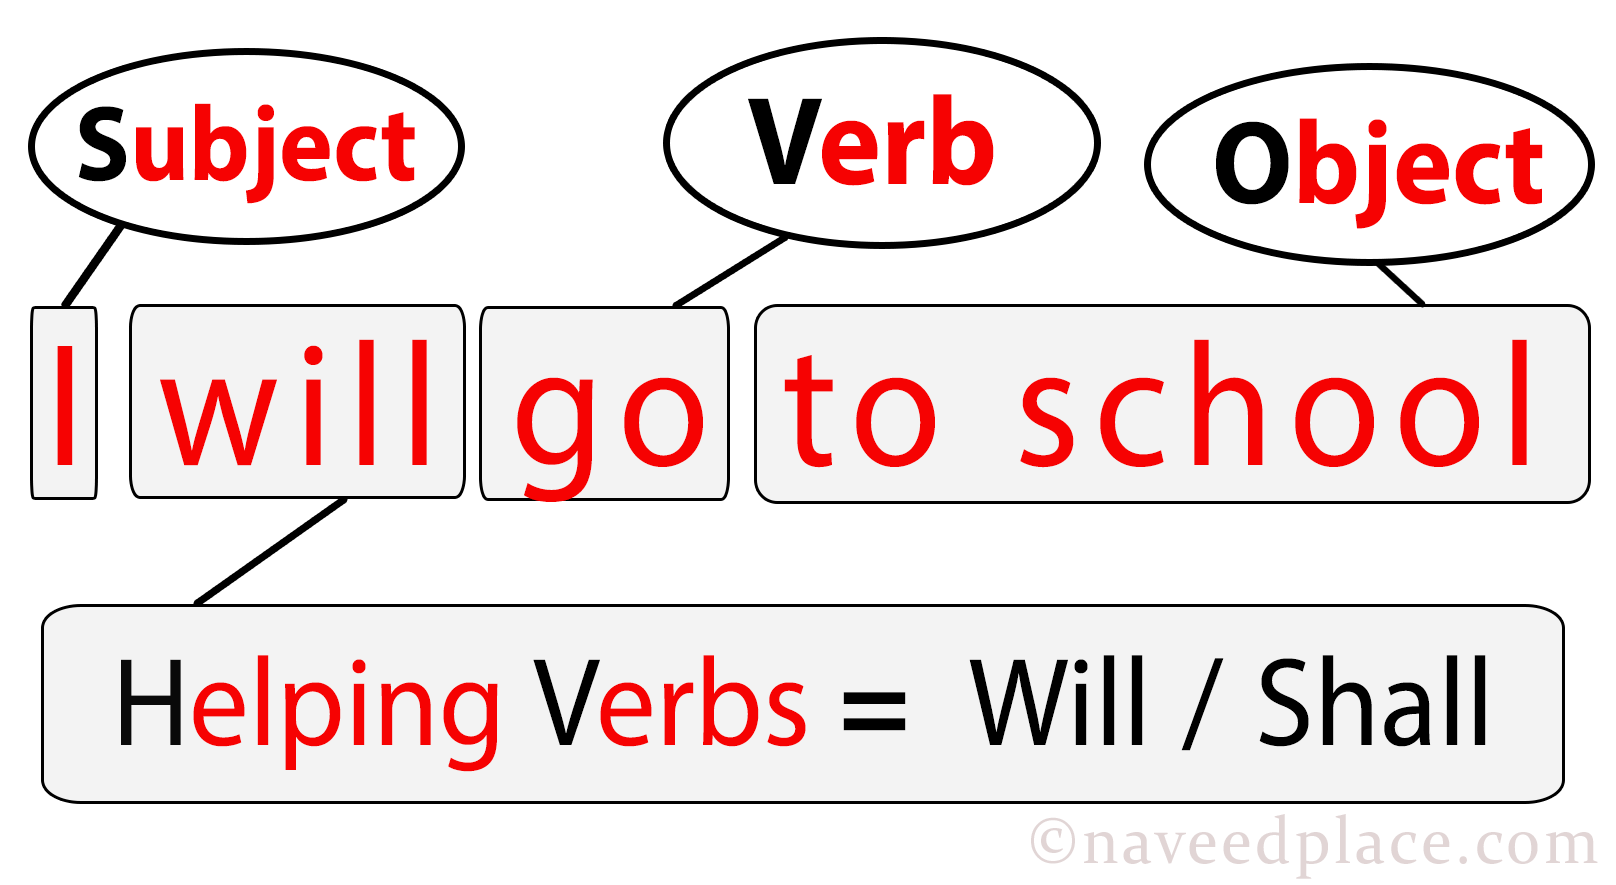 Subject Verb Object
I will go to school
Helping Verbs = Will / Shall
©naveedplace.com